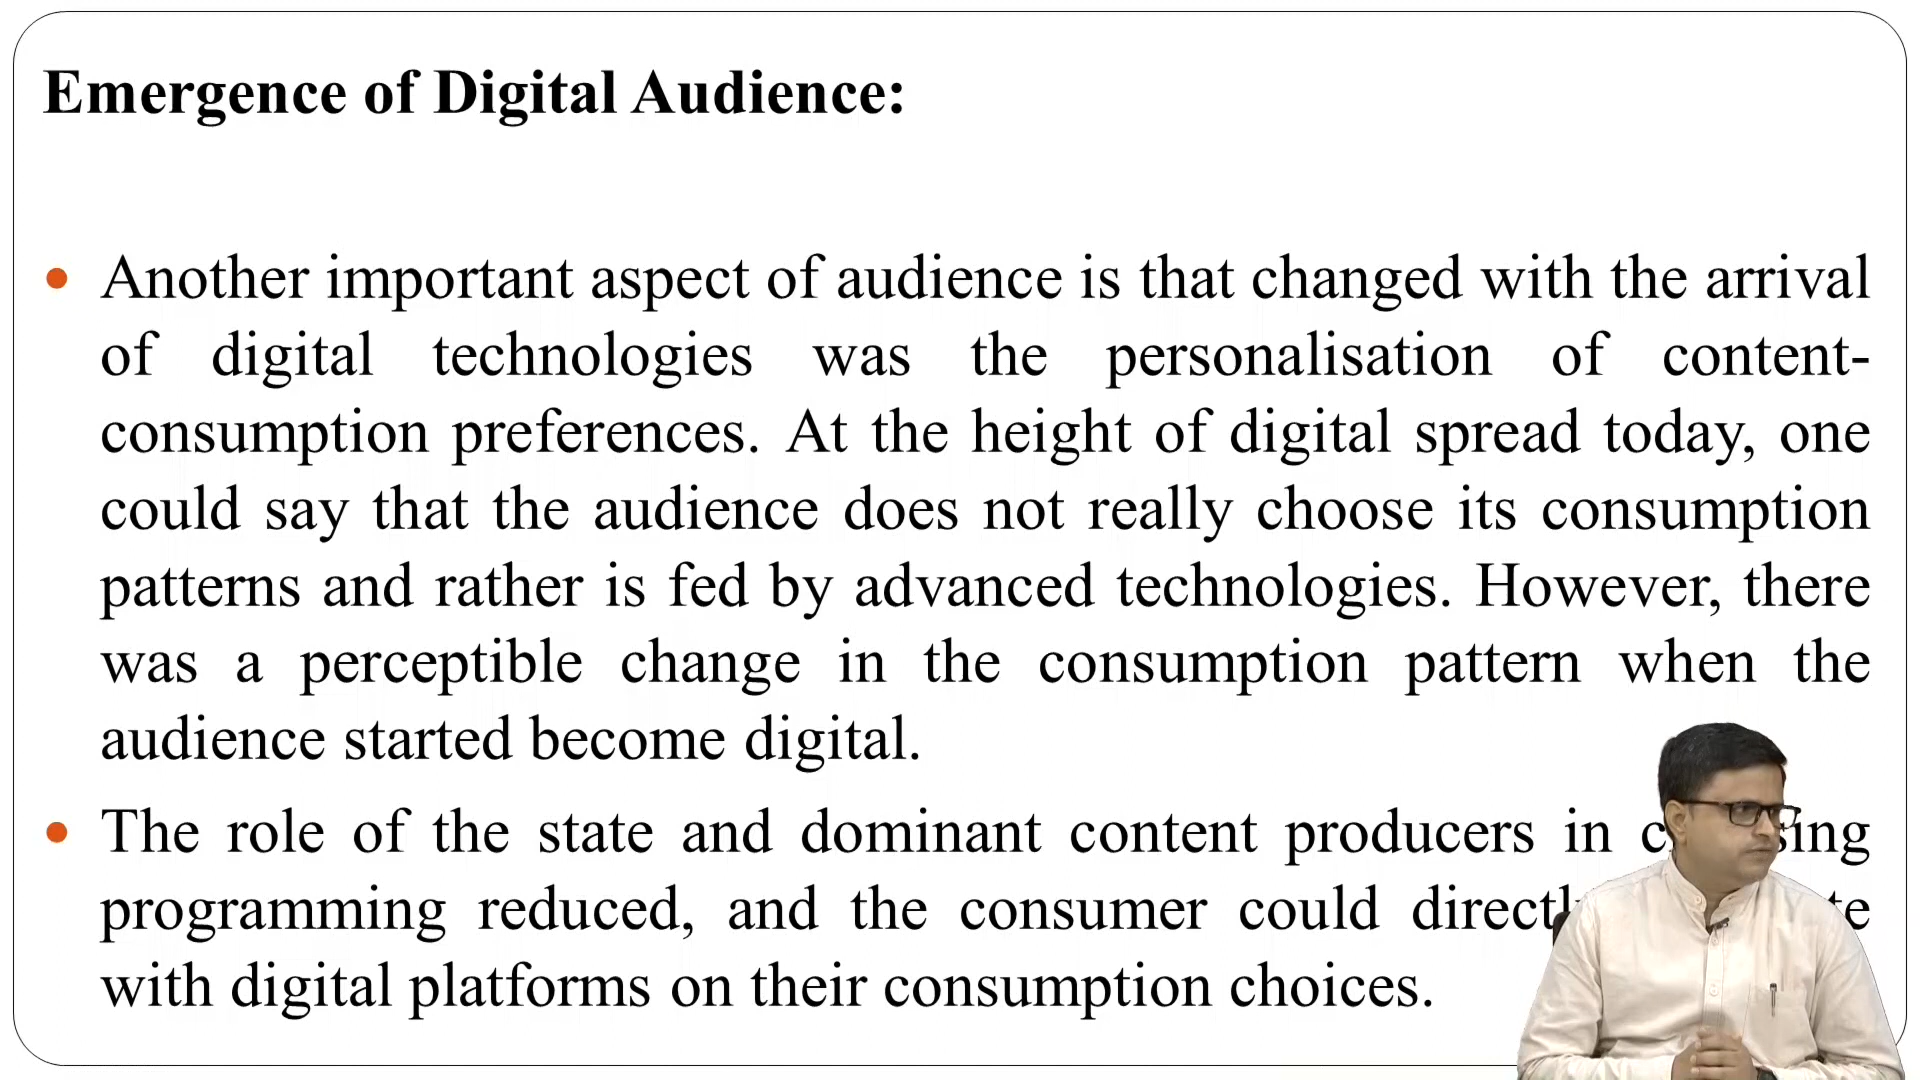 Emergence of Digital Audience:
Another important aspect of audience is that changed with the arrival
of digital technologies was the personalisation of content-
consumption preferences. At the height of digital spread today, one
could say that the audience does not really choose its consumption
patterns and rather is fed by advanced technologies. However, there
was a perceptible change in the consumption pattern when the
audience started become digital.
The role of the state and dominant content producers in
programming reduced, and the consumer could
with digital platforms on their consumption choices.